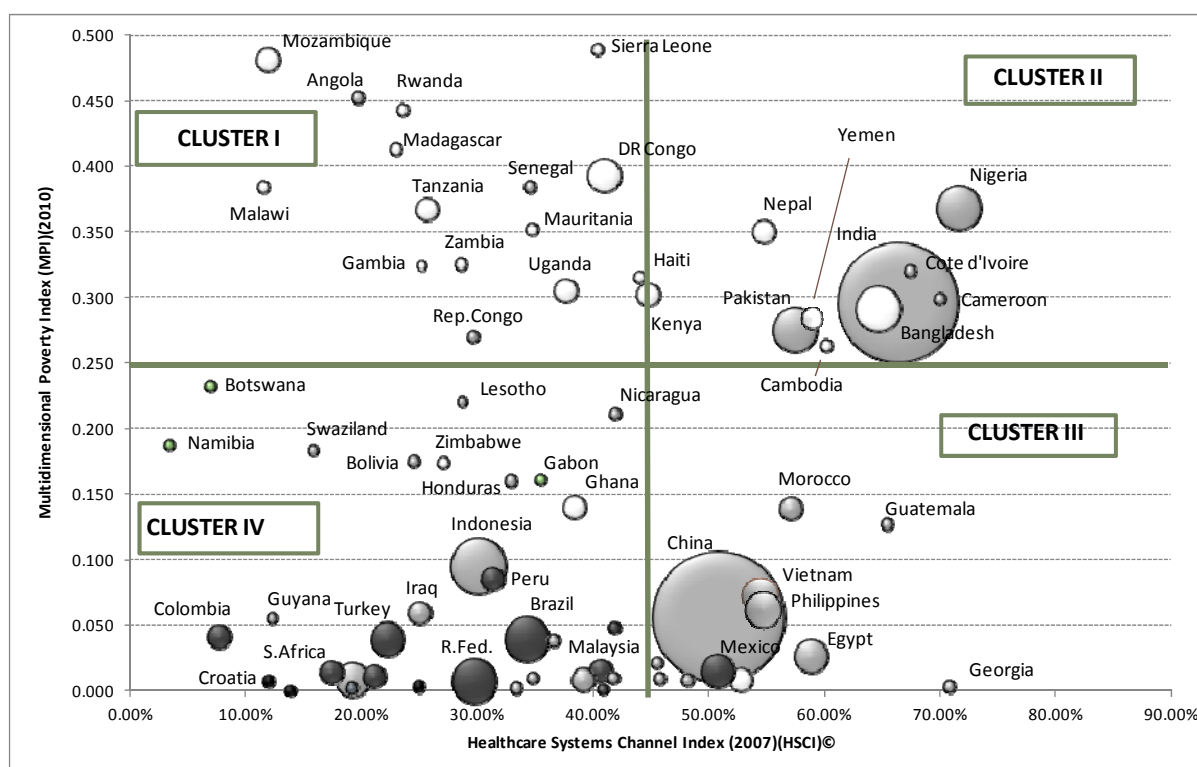 0.500
0.450
0.400
0.350
0.300
0.250
0.200
0.150
0.100
0.050
0.000
Multidimensional Poverty Index (MPI)(2010)
CLUSTER I
CLUSTER II
CLUSTER III
CLUSTER IV
Mozambique
Sierra Leone
Angola
Rwanda
Madagascar
Malawi
Tanzania
Senegal
DR Congo
Mauritania
Gambia
Zambia
Uganda
Haiti
Kenya
Rep.Congo
Yemen
Nepal
Nigeria
India
Cote d'Ivoire
Cameroon
Pakistan
Bangladesh
Cambodia
Botswana
Lesotho
Nicaragua
Namibia
Swaziland
Bolivia
Zimbabwe
Honduras
Gabon
Ghana
Indonesia
Peru
Colombia
Guyana
Turkey
Iraq
Brazil
S.Africa
R.Fed.
Malaysia
Croatia
Morocco
Guatemala
China
Vietnam
Philippines
Egypt
Mexico
Georgia
0.00%
10.00%
20.00%
30.00%
40.00%
50.00%
60.00%
70.00%
80.00%
90.00%
Healthcare Systems Channel Index (2007)(HSCI)©